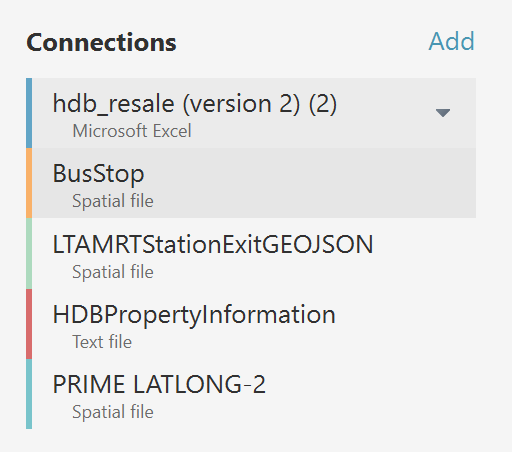 Connections
Add
hdb_resale (version 2) (2)
Microsoft Excel
BusStop
Spatial file
LTAMRTStationExitGEOJSON
Spatial file
HDBPropertyInformation
Text file
PRIME LATLONG-2
Spatial file